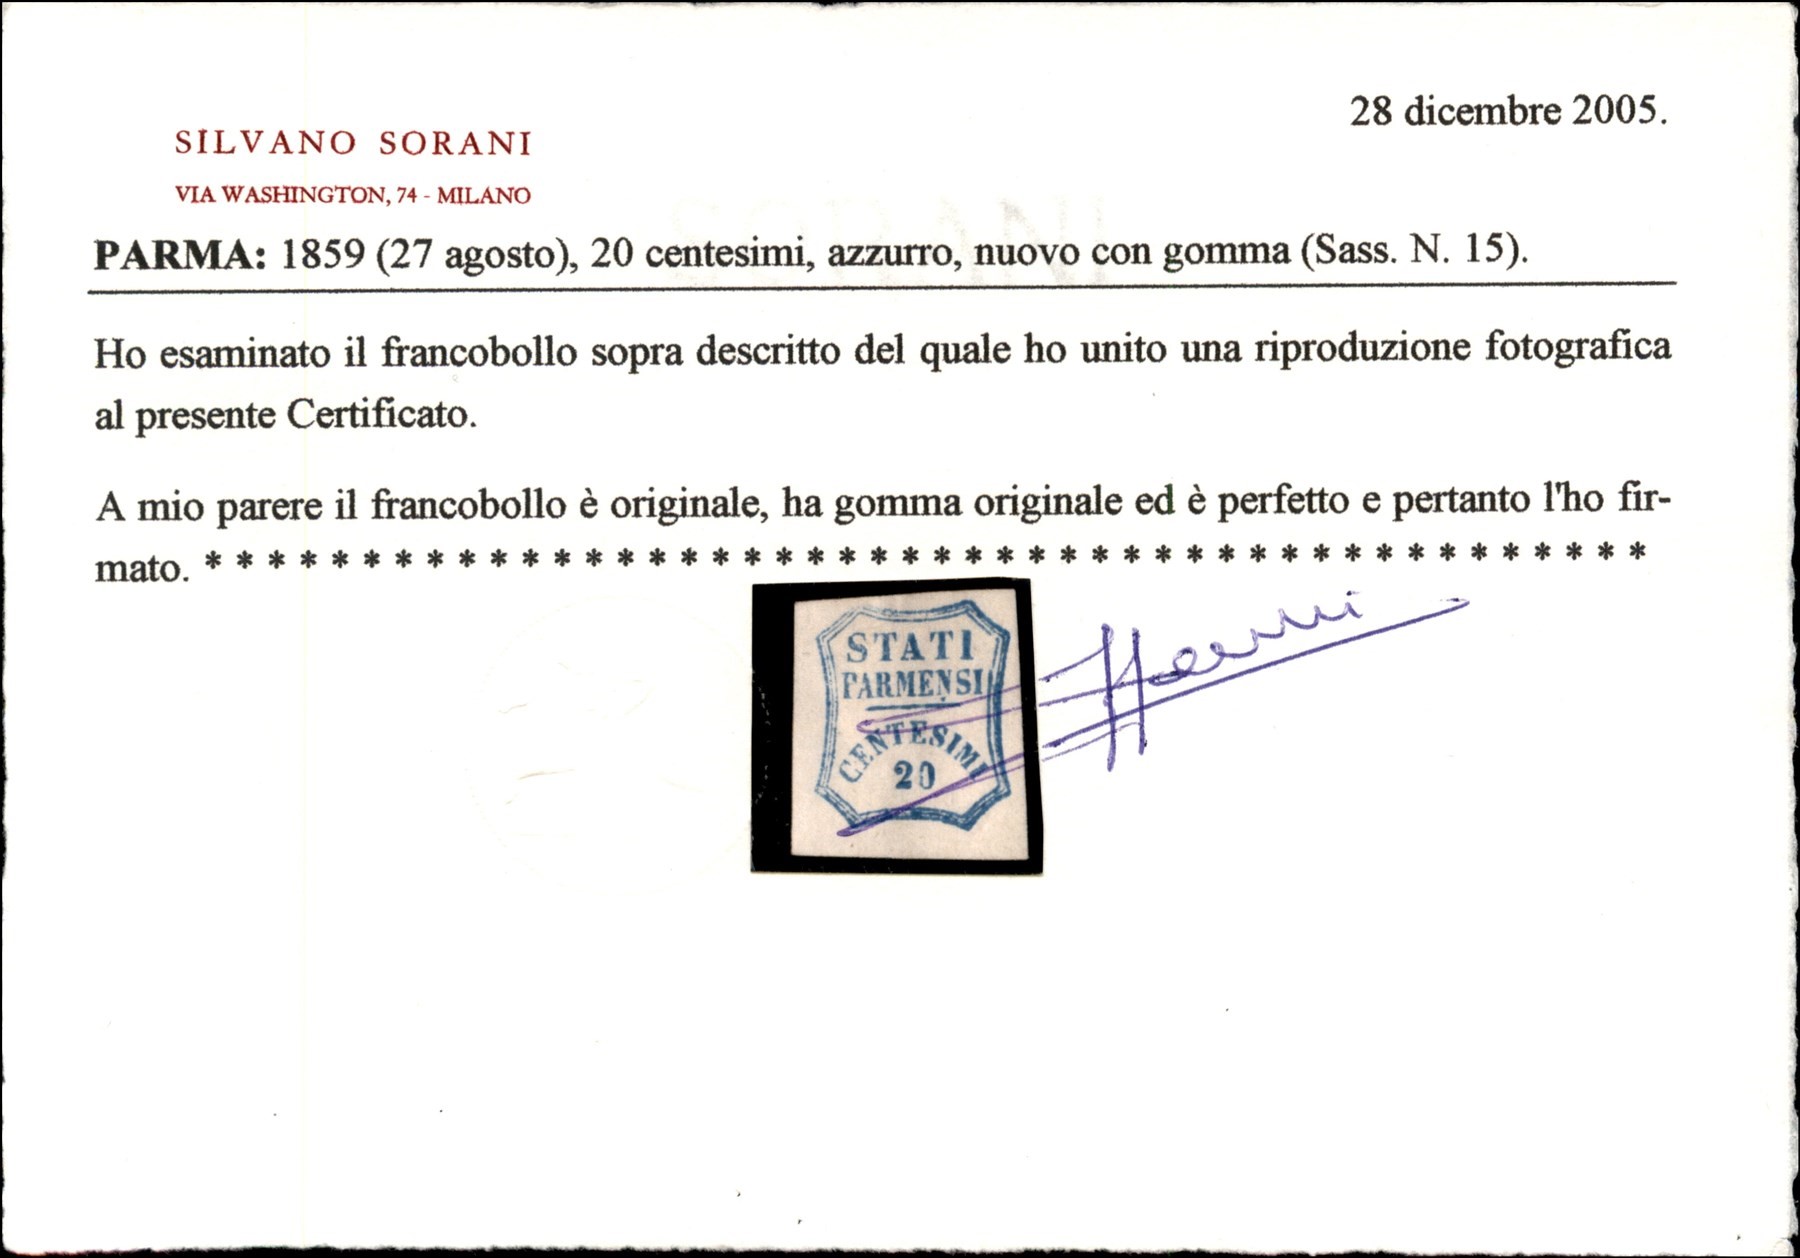 28 dicembre 2005.
SILVANO SORANI
VIA WASHINGTON, 74 - MILANO
PARMA: 1859 (27 agosto), 20 centesimi, azzurro, nuovo con gomma (Sass. N. 15).
Ho esaminato il francobollo sopra descritto del quale ho unito una riproduzione fotografica
al presente Certificato.
A mio parere il francobollo è originale, ha gomma originale ed è perfetto e pertanto l'ho fir-
mato. * * * * * * * * * * * * * * * * * * * * * * * * * * * * * * * * * * * * * * * * * * * * * *
STATI
PARMENSI
CENTESIMI
20